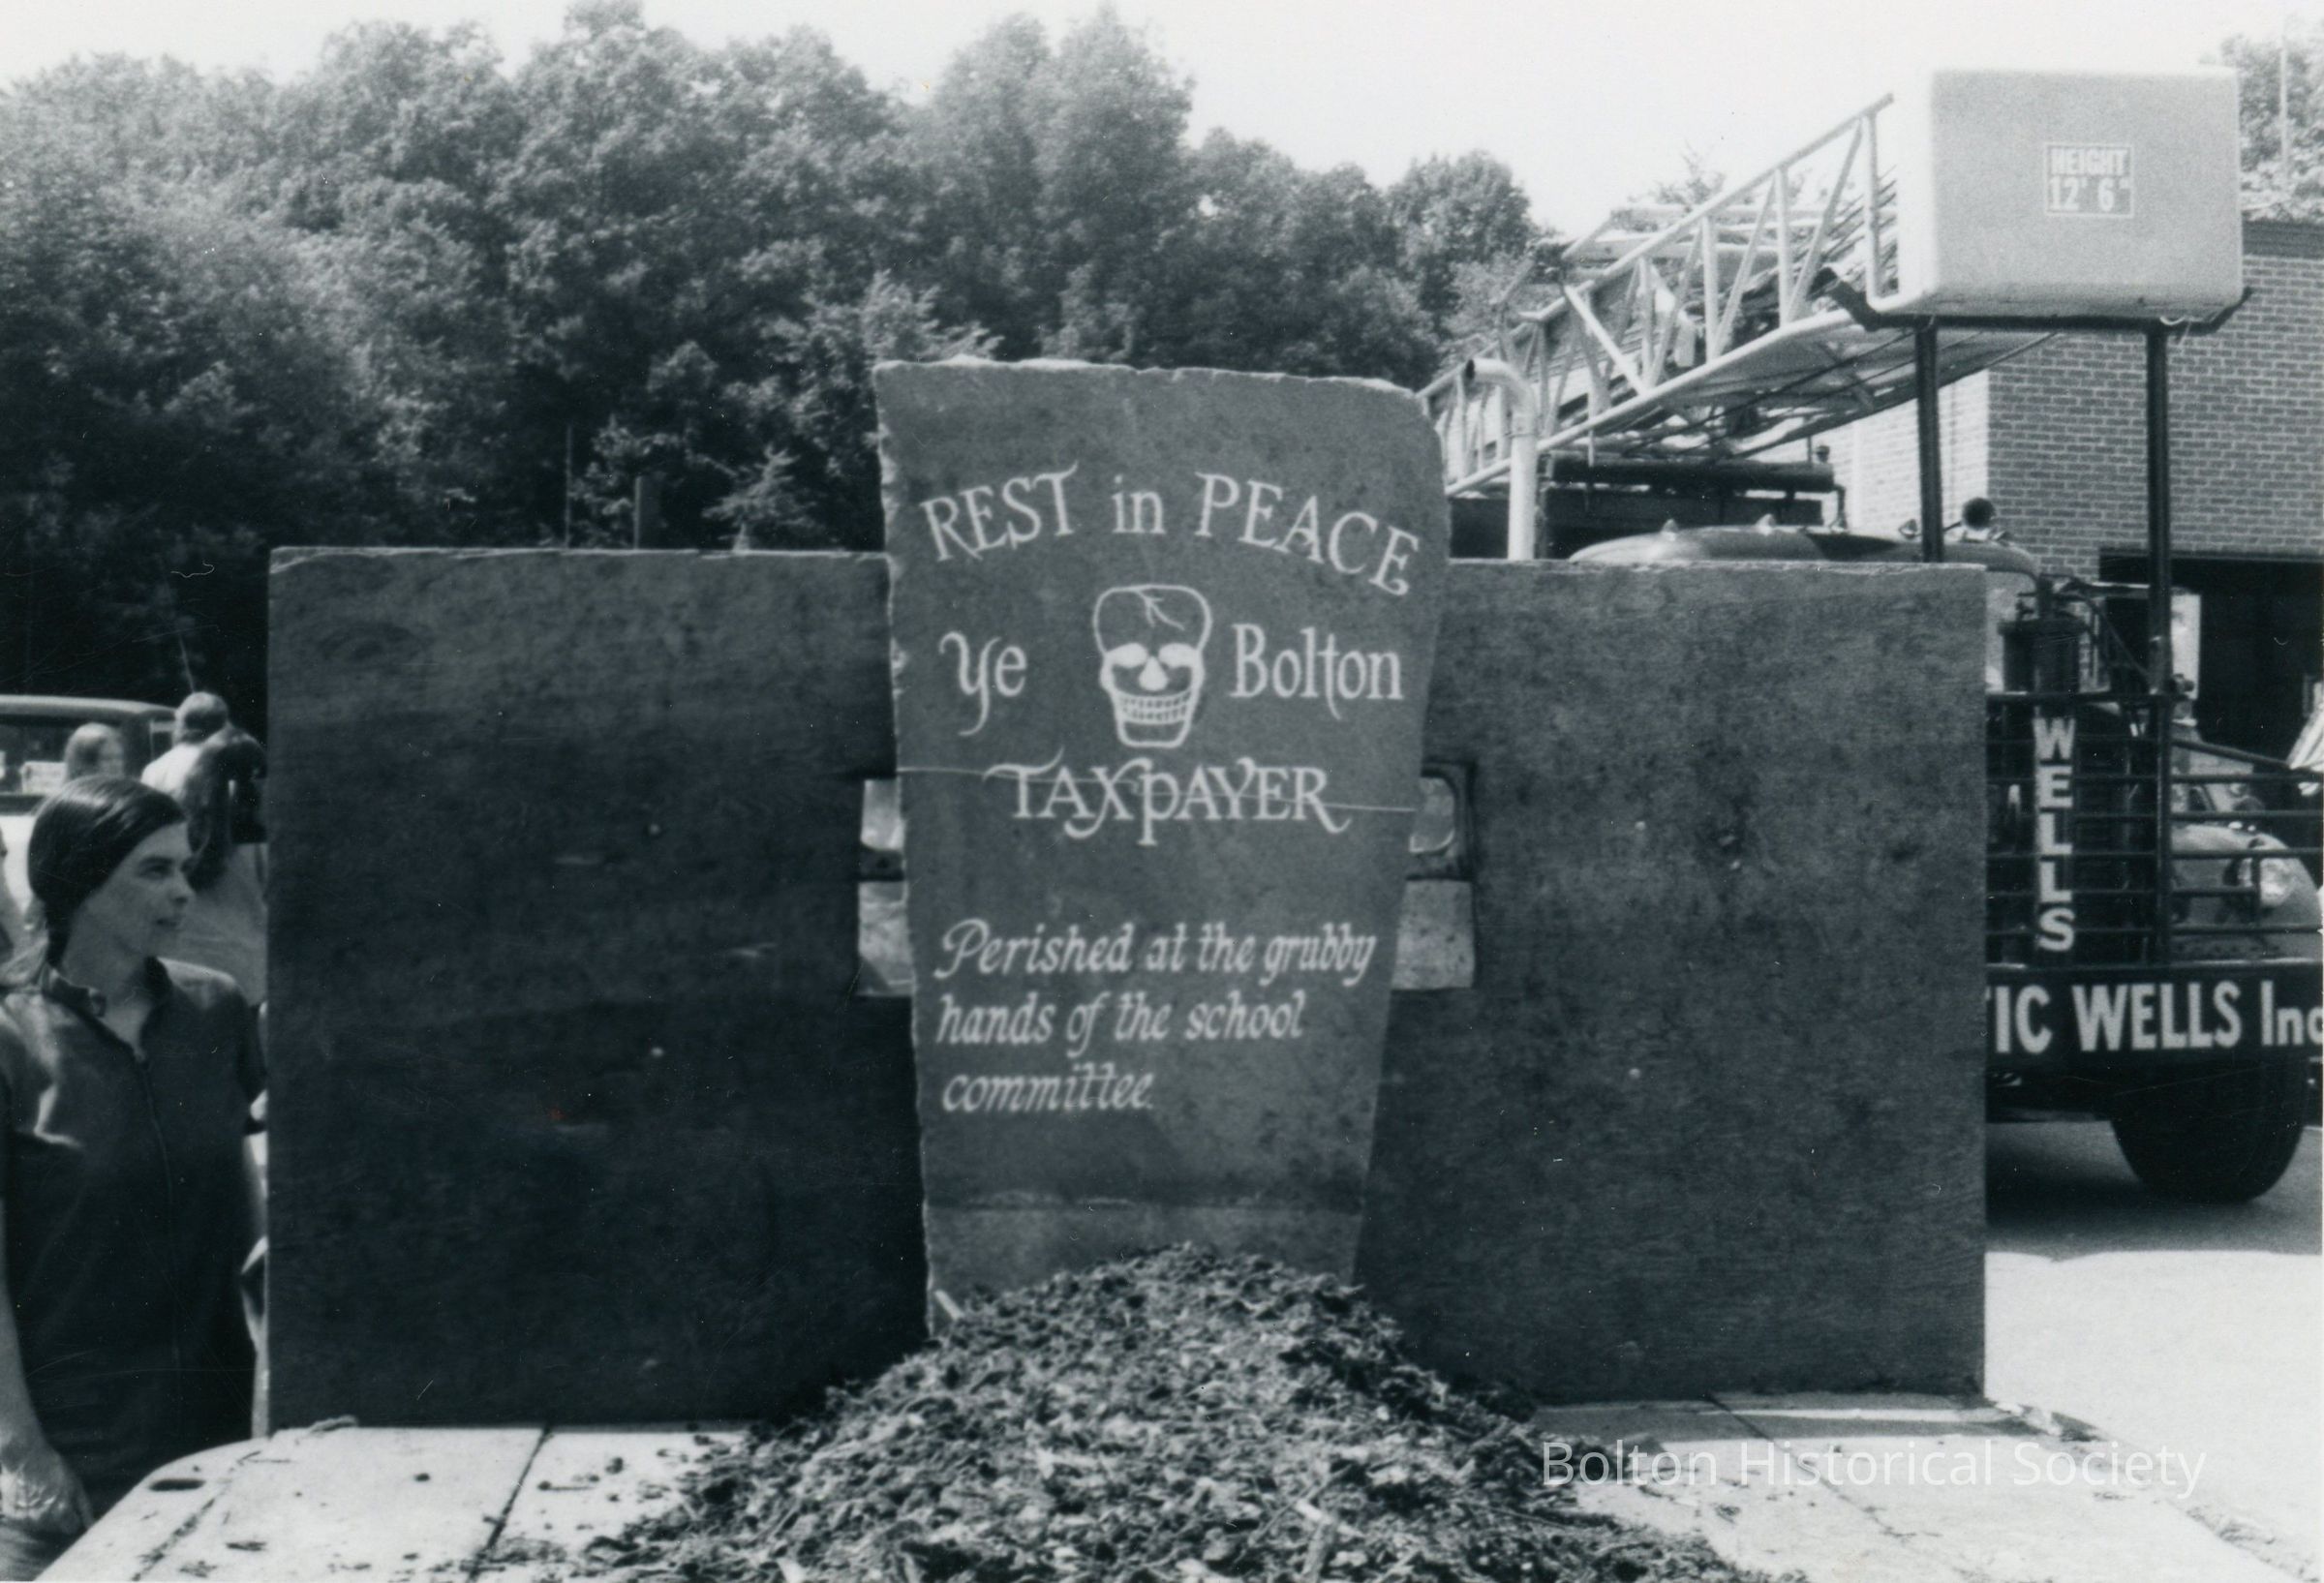 HEIGHT
12' 6"
REST in PEACE
Ye Bolton
TAXPAYER
Perished at the grubby
hands of the school
committee.
WELLS
IC WELLS Inc
Bolton Historical Society